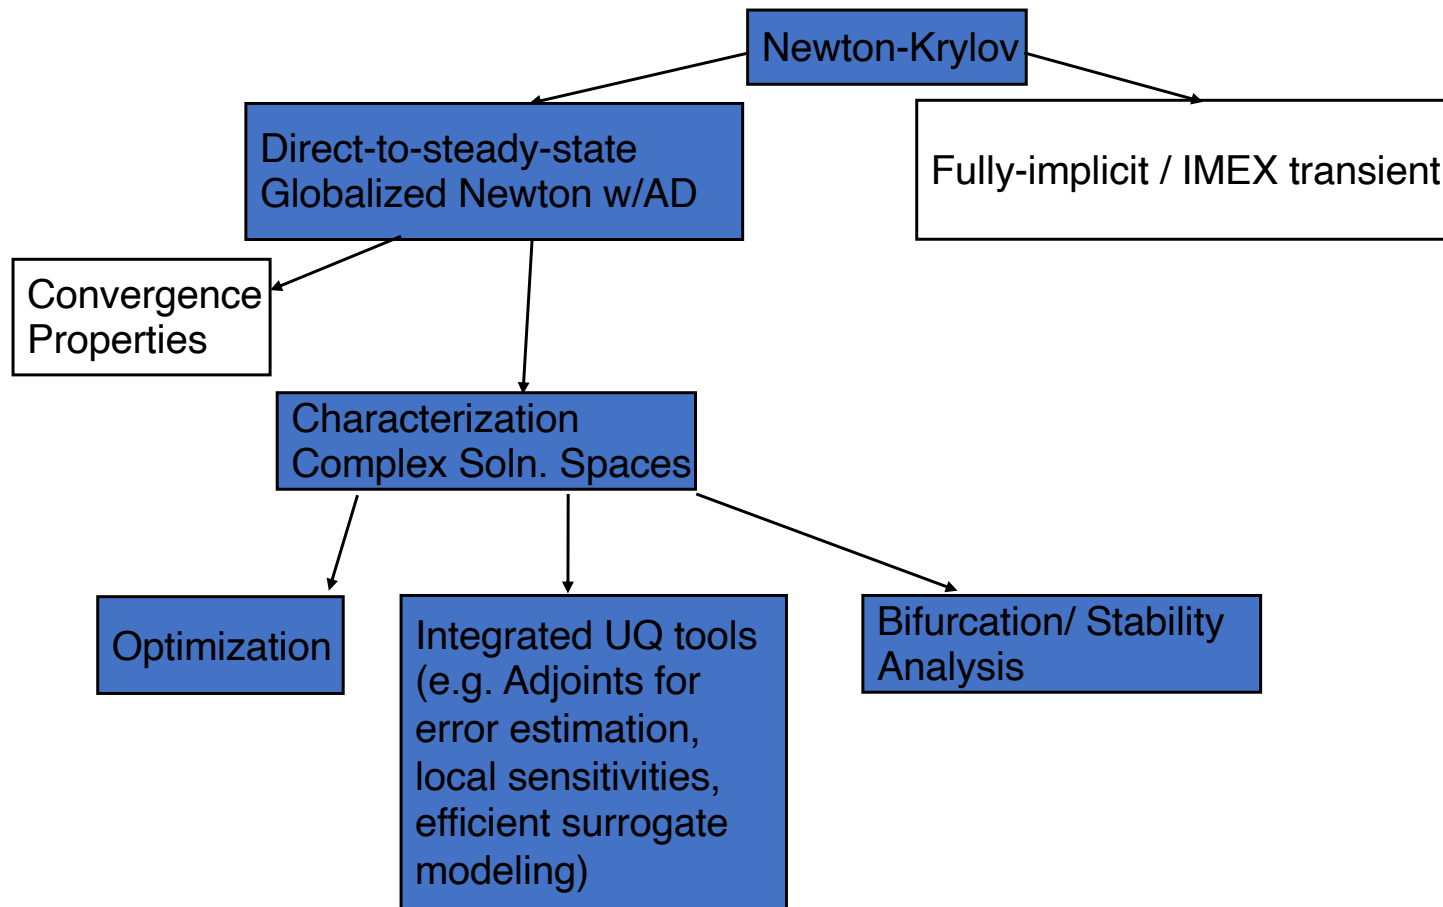 Newton-Krylov
Direct-to-steady-state
Globalized Newton w/AD
Fully-implicit / IMEX transient
Convergence
Properties
Characterization
Complex Soln. Spaces
Optimization
Integrated UQ tools
(e.g. Adjoints for
error estimation,
local sensitivities,
efficient surrogate
modeling)
Bifurcation/ Stability
Analysis